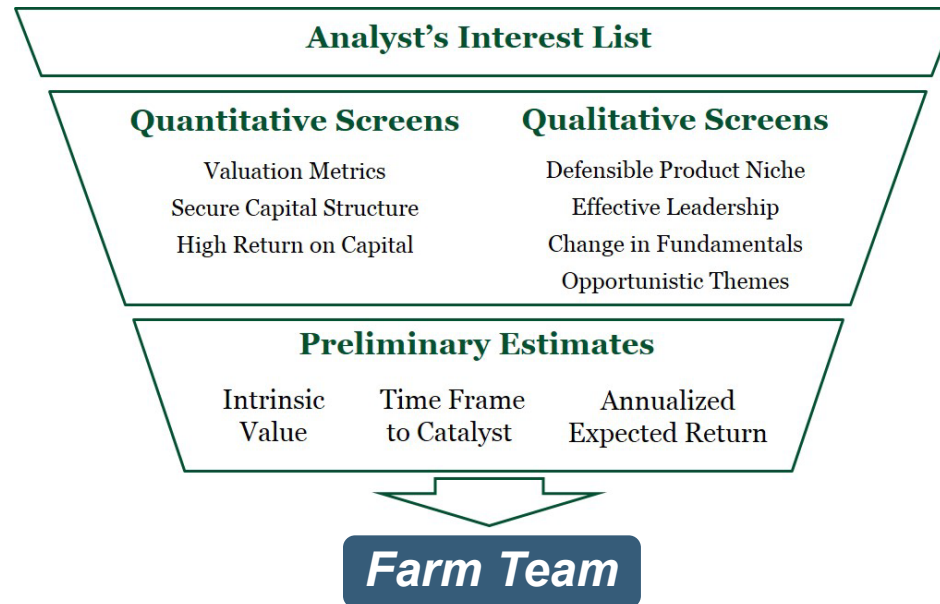 Analyst’s Interest List
Quantitative Screens
Valuation Metrics
Secure Capital Structure
High Return on Capital
Qualitative Screens
Defensible Product Niche
Effective Leadership
Change in Fundamentals
Opportunistic Themes
Preliminary Estimates
Intrinsic
Value
Time Frame
to Catalyst
Annualized
Expected Return
Farm Team